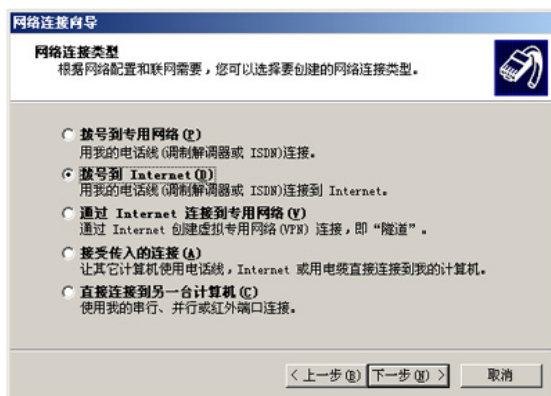 网络连接向导
网络连接类型
根据网络配置和联网需要，您可以选择要创建的网络连接类型。
拨号到专用网络(P)
用我的电话线(调制解调器或 ISDN)连接。
拨号到 Internet(D)
用我的电话线(调制解调器或 ISDN)连接到 Internet。
通过 Internet 连接到专用网络(V)
通过 Internet 创建虚拟专用网络(VPN) 连接，即“隧道”。
接受传入的连接(A)
让其它计算机使用电话线，Internet 或用电缆直接连接到我的计算机。
直接连接到另一台计算机(C)
使用我的串行、并行或红外端口连接。
< 上一步(B) 下一步(N) > 取消